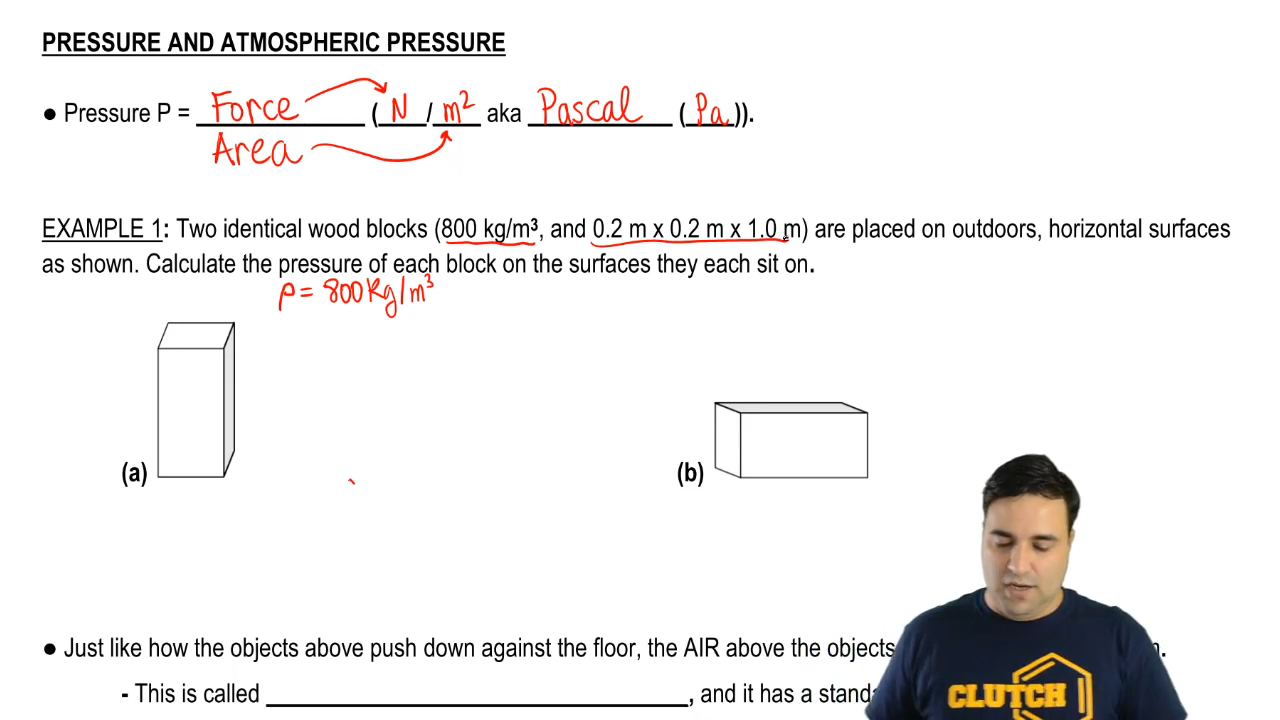 PRESSURE AND ATMOSPHERIC PRESSURE
● Pressure P = Force (N/m²) aka Pascal (Pa)).
Area
EXAMPLE 1: Two identical wood blocks (800 kg/m³, and 0.2 m x 0.2 m x 1.0 m) are placed on outdoors, horizontal surfaces
as shown. Calculate the pressure of each block on the surfaces they each sit on.
ρ = 800 Kg/m³
(a)
(b)
● Just like how the objects above push down against the floor, the AIR above the objects
- This is called ____________________, and it has a stand
CLUTCH